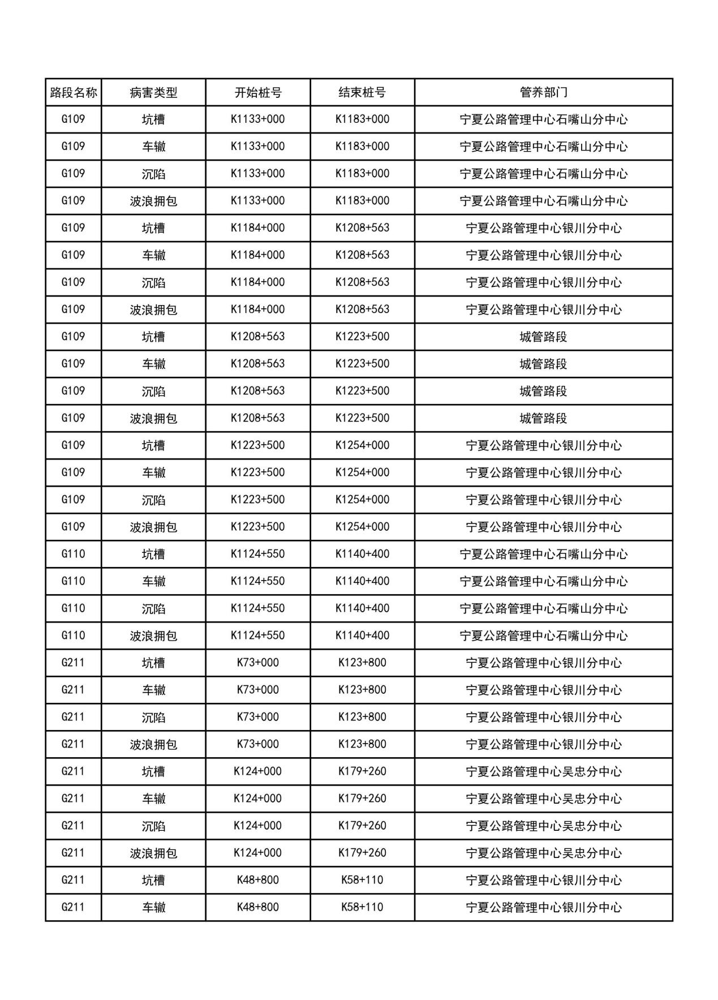 路段名称 病害类型 开始桩号 结束桩号 管养部门
G109 坑槽 K1133+000 K1183+000 宁夏公路管理中心石嘴山分中心
G109 车辙 K1133+000 K1183+000 宁夏公路管理中心石嘴山分中心
G109 沉陷 K1133+000 K1183+000 宁夏公路管理中心石嘴山分中心
G109 波浪拥包 K1133+000 K1183+000 宁夏公路管理中心石嘴山分中心
G109 坑槽 K1184+000 K1208+563 宁夏公路管理中心银川分中心
G109 车辙 K1184+000 K1208+563 宁夏公路管理中心银川分中心
G109 沉陷 K1184+000 K1208+563 宁夏公路管理中心银川分中心
G109 波浪拥包 K1184+000 K1208+563 宁夏公路管理中心银川分中心
G109 坑槽 K1208+563 K1223+500 城管路段
G109 车辙 K1208+563 K1223+500 城管路段
G109 沉陷 K1208+563 K1223+500 城管路段
G109 波浪拥包 K1208+563 K1223+500 城管路段
G109 坑槽 K1223+500 K1254+000 宁夏公路管理中心银川分中心
G109 车辙 K1223+500 K1254+000 宁夏公路管理中心银川分中心
G109 沉陷 K1223+500 K1254+000 宁夏公路管理中心银川分中心
G109 波浪拥包 K1223+500 K1254+000 宁夏公路管理中心银川分中心
G110 坑槽 K1124+550 K1140+400 宁夏公路管理中心石嘴山分中心
G110 车辙 K1124+550 K1140+400 宁夏公路管理中心石嘴山分中心
G110 沉陷 K1124+550 K1140+400 宁夏公路管理中心石嘴山分中心
G110 波浪拥包 K1124+550 K1140+400 宁夏公路管理中心石嘴山分中心
G211 坑槽 K73+000 K123+800 宁夏公路管理中心银川分中心
G211 车辙 K73+000 K123+800 宁夏公路管理中心银川分中心
G211 沉陷 K73+000 K123+800 宁夏公路管理中心银川分中心
G211 波浪拥包 K73+000 K123+800 宁夏公路管理中心银川分中心
G211 坑槽 K124+000 K179+260 宁夏公路管理中心吴忠分中心
G211 车辙 K124+000 K179+260 宁夏公路管理中心吴忠分中心
G211 沉陷 K124+000 K179+260 宁夏公路管理中心吴忠分中心
G211 波浪拥包 K124+000 K179+260 宁夏公路管理中心吴忠分中心
G211 坑槽 K48+800 K58+110 宁夏公路管理中心银川分中心
G211 车辙 K48+800 K58+110 宁夏公路管理中心银川分中心